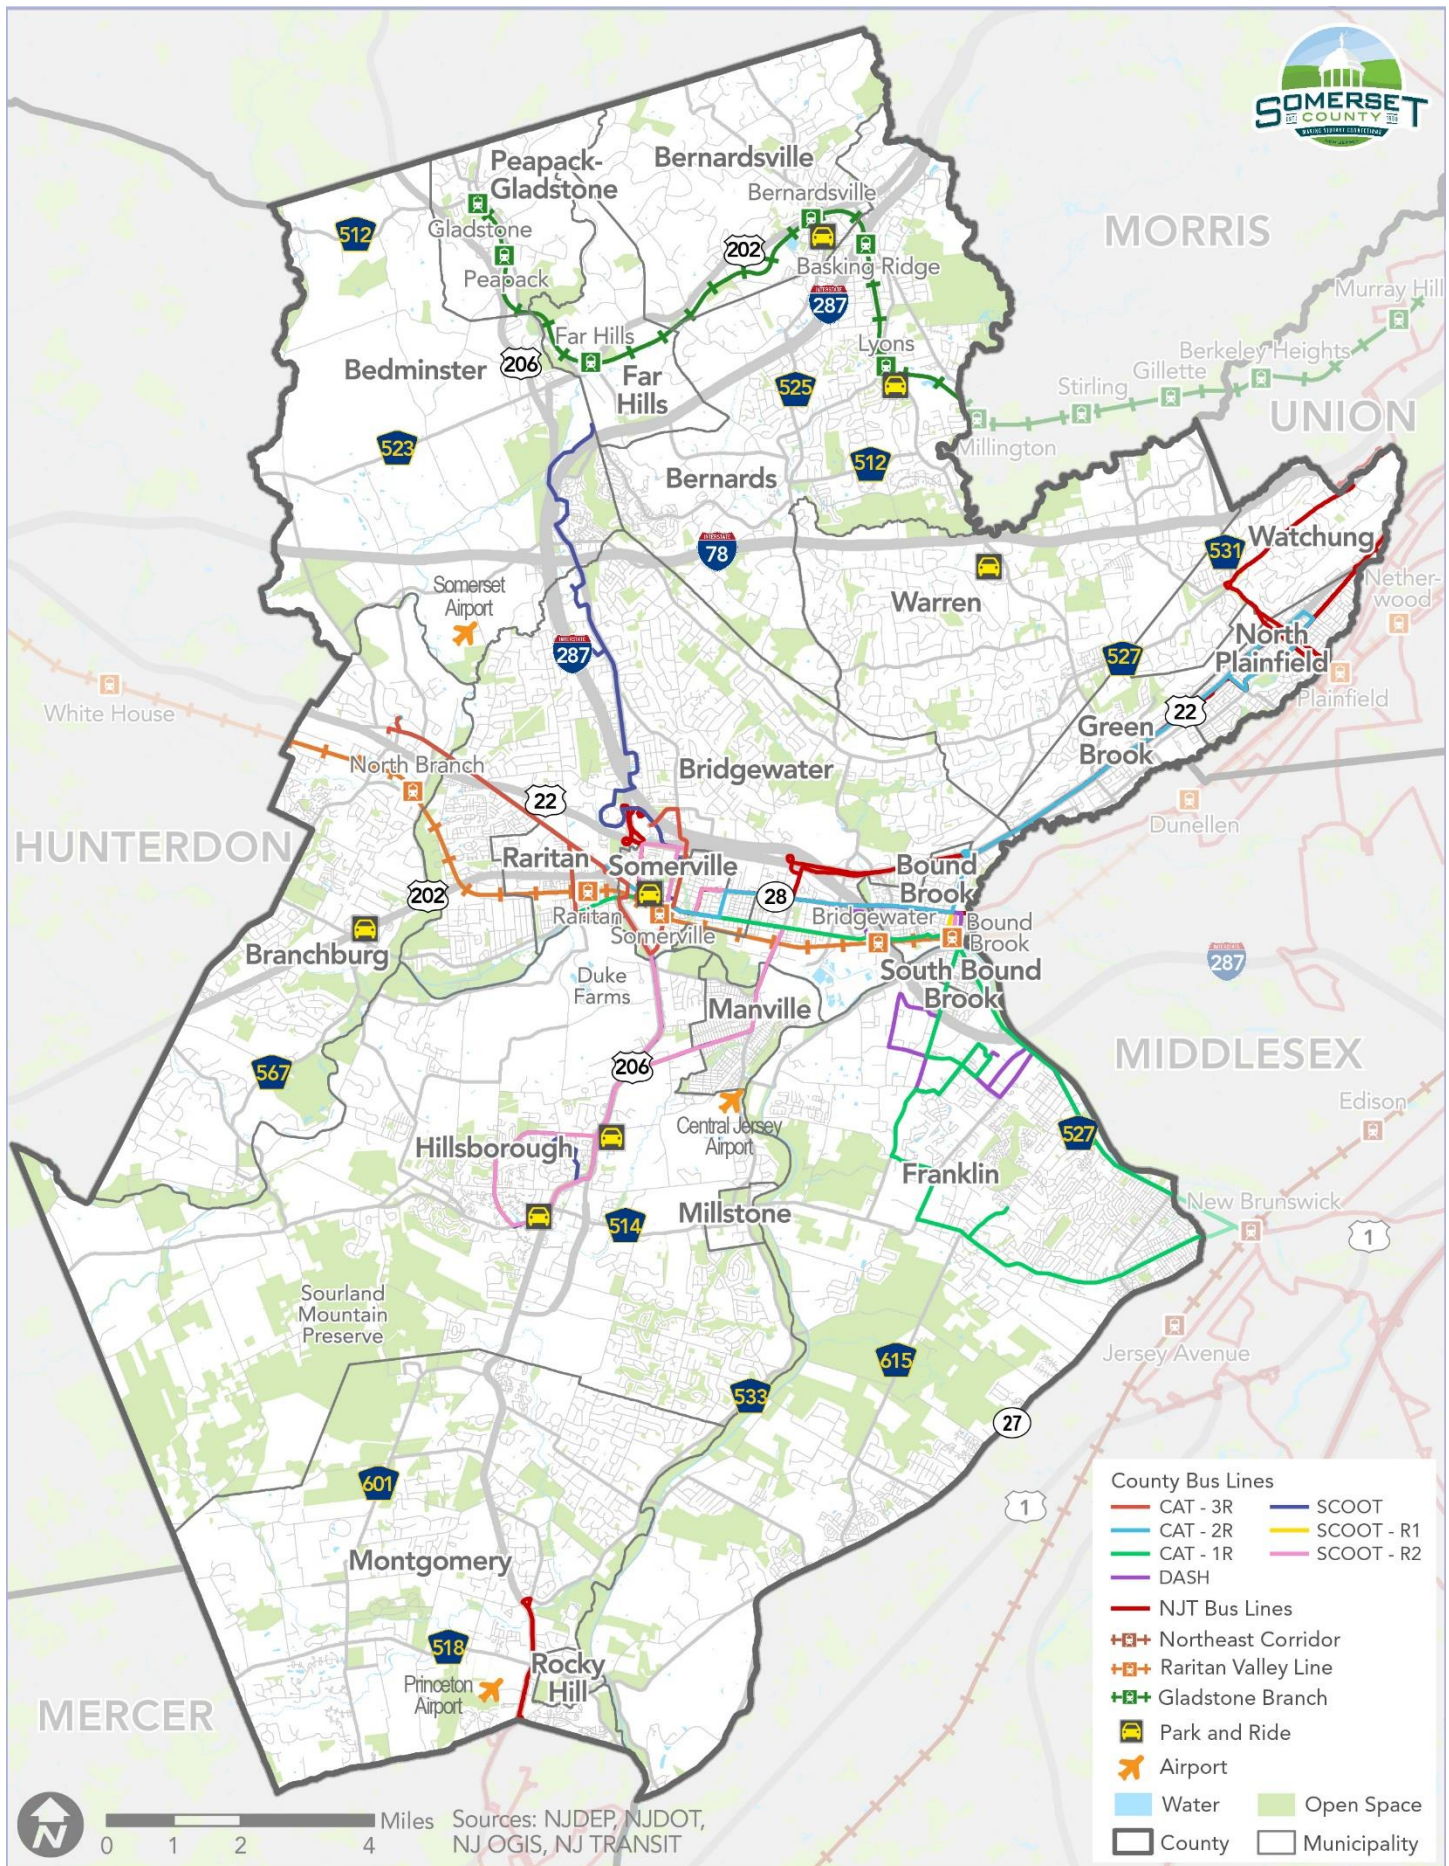 SOMERSET
COUNTY
MORRIS
UNION
HUNTERDON
MIDDLESEX
MERCER
Peapack-
Gladstone
Bernardsville
Bernardsville
512
Gladstone
202
Peapack
Basking Ridge
INTERSTATE
287
Murray Hill
Far Hills
Lyons
206
Berkeley Heights
Gillette
Stirling
Bedminster
Far
Hills
525
Millington
523
512
Bernards
INTERSTATE
78
531
Watchung
Somerset
Airport
Warren
Nether-
wood
INTERSTATE
287
527
North
Plainfield
Plainfield
White House
22
Green
Brook
North Branch
Bridgewater
22
Dunellen
Raritan
Somerville
Bound
Brook
202
28
Raritan
Somerville
Bridgewater
Bound
Brook
Branchburg
287
Duke
Farms
South Bound
Brook
Manville
206
567
Edison
Central Jersey
Airport
527
Hillsborough
Franklin
New Brunswick
514
Millstone
1
Sourland
Mountain
Preserve
Jersey Avenue
615
533
27
601
1
Montgomery
518
Rocky
Hill
Princeton
Airport
County Bus Lines
CAT - 3R
SCOOT
CAT - 2R
SCOOT - R1
CAT - 1R
SCOOT - R2
DASH
NJT Bus Lines
Northeast Corridor
Raritan Valley Line
Gladstone Branch
Park and Ride
Airport
Water
Open Space
County
Municipality
N
Miles
0 1 2 4
Sources: NJDEP, NJDOT,
NJ OGIS, NJ TRANSIT